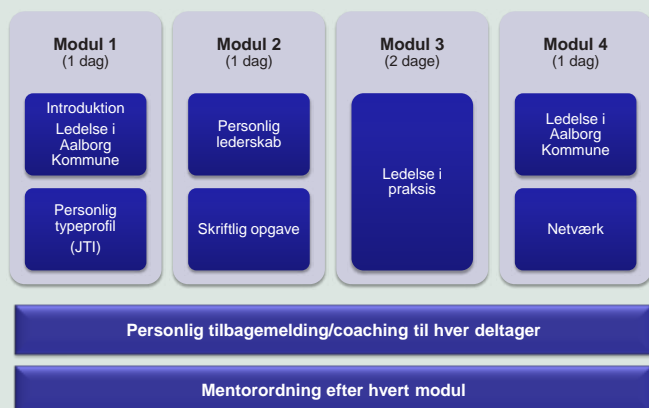 Modul 1
(1 dag)
Introduktion
Ledelse i
Aalborg
Kommune
Personlig
typeprofil
(JTI)
Modul 2
(1 dag)
Personlig
lederskab
Skriftlig opgave
Modul 3
(2 dage)
Ledelse i
praksis
Modul 4
(1 dag)
Ledelse i
Aalborg
Kommune
Netværk
Personlig tilbagemelding/coaching til hver deltager
Mentorordning efter hvert modul